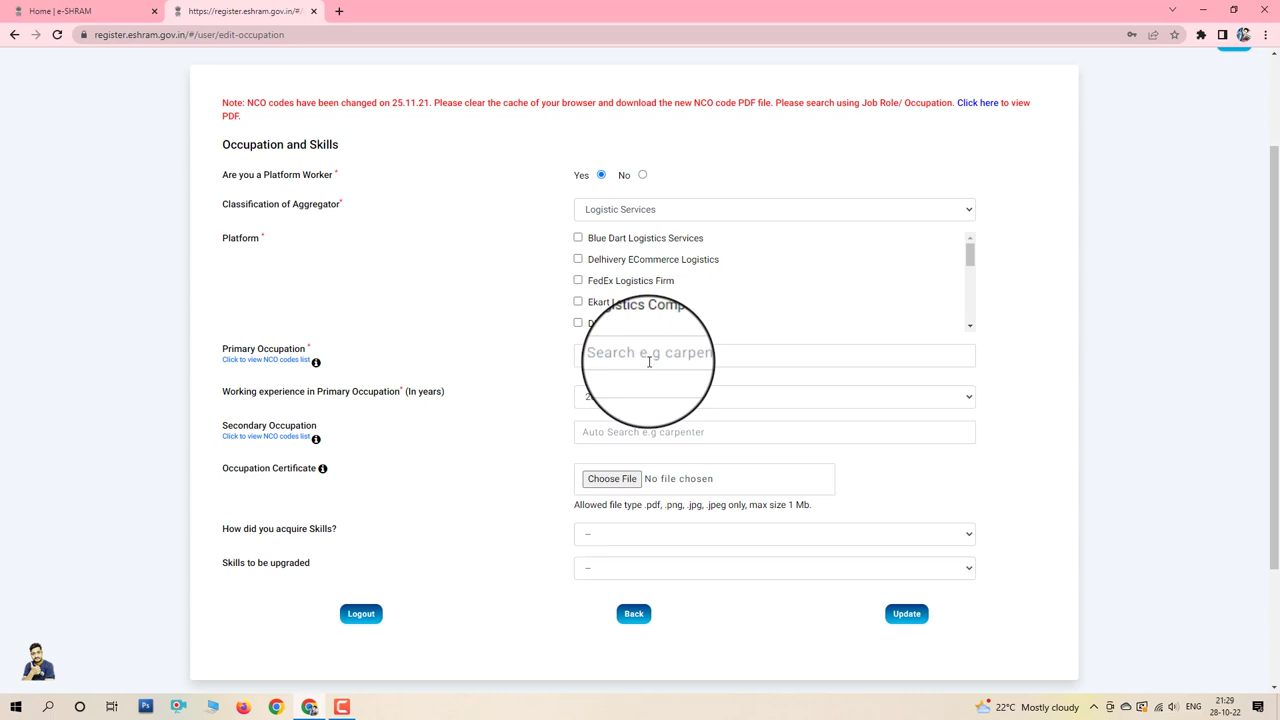 Home | e-SHRAM
https://register.eshram.gov.in/#/
register.eshram.gov.in/#/user/edit-occupation
Note: NCO codes have been changed on 25.11.21. Please clear the cache of your browser and download the new NCO code PDF file. Please search using Job Role/ Occupation. Click here to view
PDF.
Occupation and Skills
Are you a Platform Worker *
Yes No
Classification of Aggregator*
Logistic Services
Platform *
Blue Dart Logistics Services
Delhivery ECommerce Logistics
FedEx Logistics Firm
Ekart
gistics Comp
Primary Occupation *
Search e.g carpen
Click to view NCO codes list
Working experience in Primary Occupation* (In years)
Secondary Occupation
Click to view NCO codes list
Auto Search e.g carpenter
Occupation Certificate
Choose File No file chosen
Allowed file type .pdf, .png, .jpg, .jpeg only, max size 1 Mb.
How did you acquire Skills?
--
Skills to be upgraded
--
Logout Back Update
Ps
22°C Mostly cloudy ENG
21:29
28-10-22